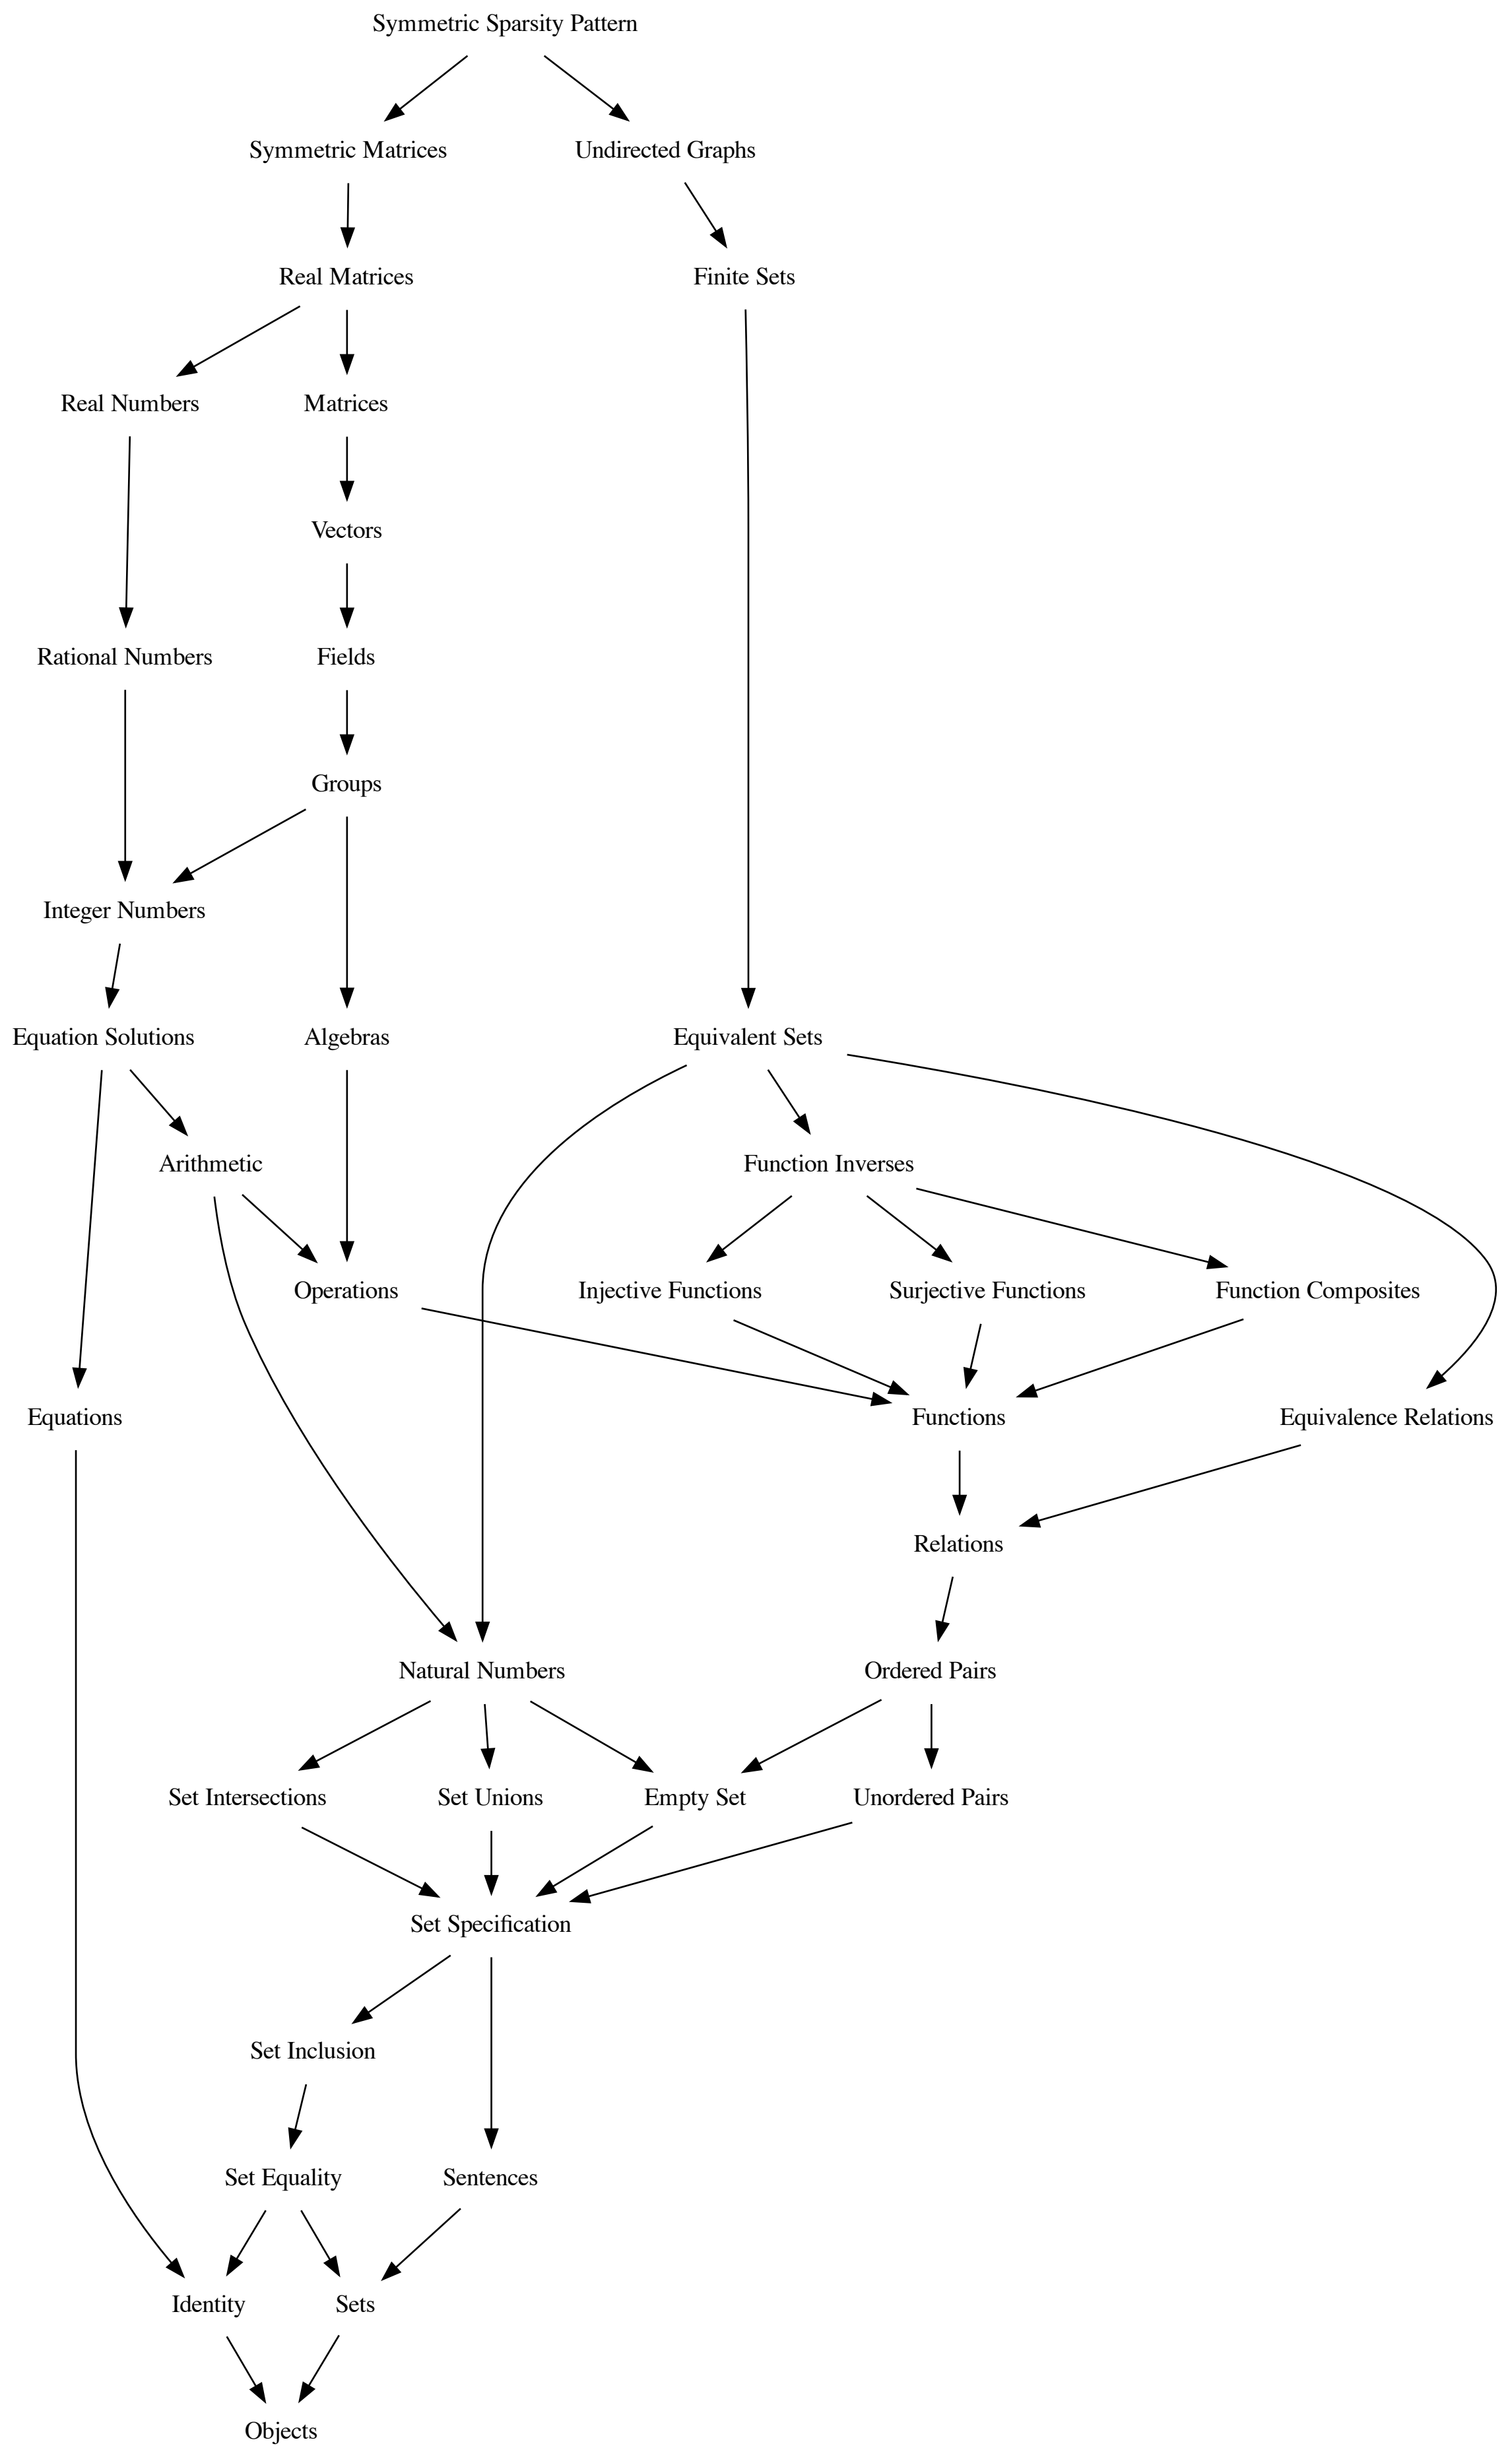 Symmetric Sparsity Pattern
Symmetric Matrices
Undirected Graphs
Real Matrices
Finite Sets
Real Numbers
Matrices
Vectors
Rational Numbers
Fields
Groups
Integer Numbers
Equation Solutions
Algebras
Equivalent Sets
Arithmetic
Function Inverses
Operations
Injective Functions
Surjective Functions
Function Composites
Equations
Functions
Equivalence Relations
Relations
Natural Numbers
Ordered Pairs
Set Intersections
Set Unions
Empty Set
Unordered Pairs
Set Specification
Set Inclusion
Set Equality
Sentences
Identity
Sets
Objects